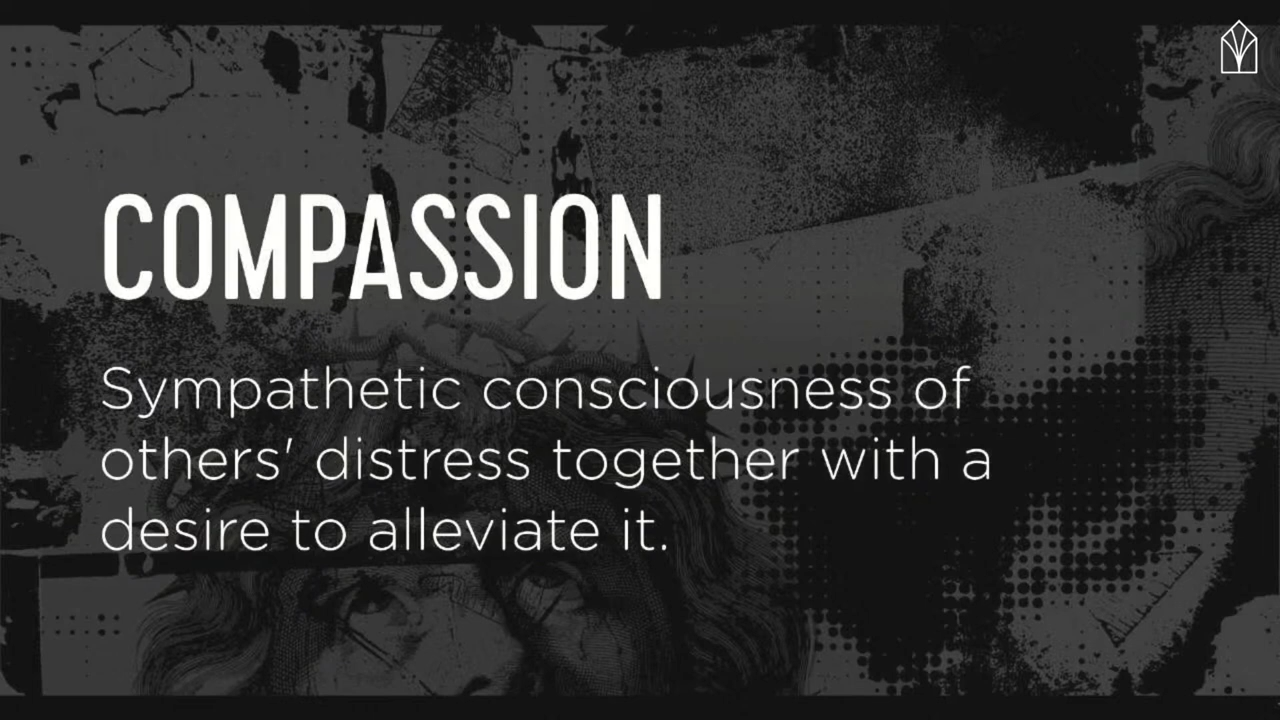 COMPASSION
Sympathetic consciousness of
others' distress together with a
desire to alleviate it.